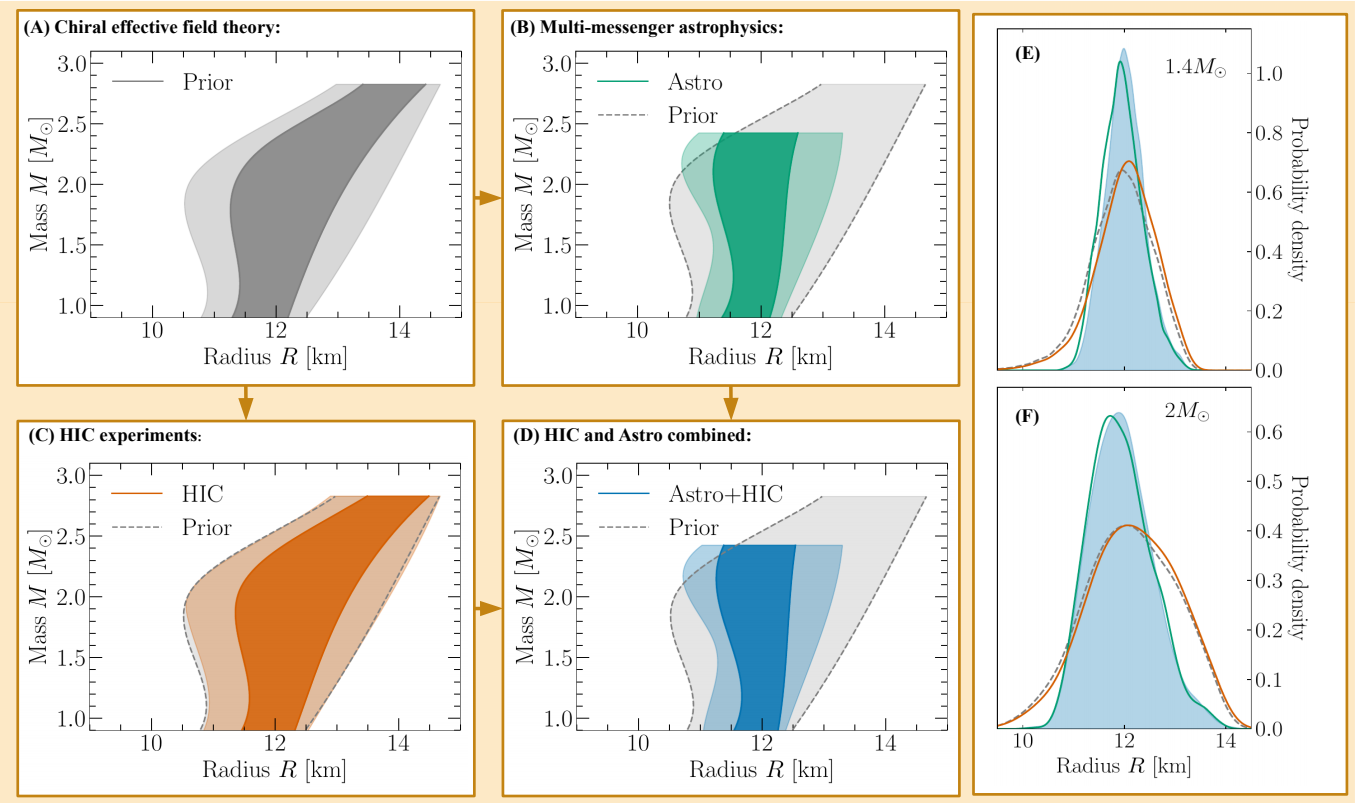 (A) Chiral effective field theory:
Prior
3.0
2.5
2.0
1.5
1.0
Mass M [M⊙]
10 12 14
Radius R [km]
(B) Multi-messenger astrophysics:
Astro
Prior
3.0
2.5
2.0
1.5
1.0
Mass M [M⊙]
10 12 14
Radius R [km]
(C) HIC experiments:
HIC
Prior
3.0
2.5
2.0
1.5
1.0
Mass M [M⊙]
10 12 14
Radius R [km]
(D) HIC and Astro combined:
Astro+HIC
Prior
3.0
2.5
2.0
1.5
1.0
Mass M [M⊙]
10 12 14
Radius R [km]
(E)
1.4M⊙
1.0
0.8
0.6
0.4
0.2
0.0
Probability density
(F)
2M⊙
0.6
0.5
0.4
0.3
0.2
0.1
0.0
Probability density
10 12 14
Radius R [km]